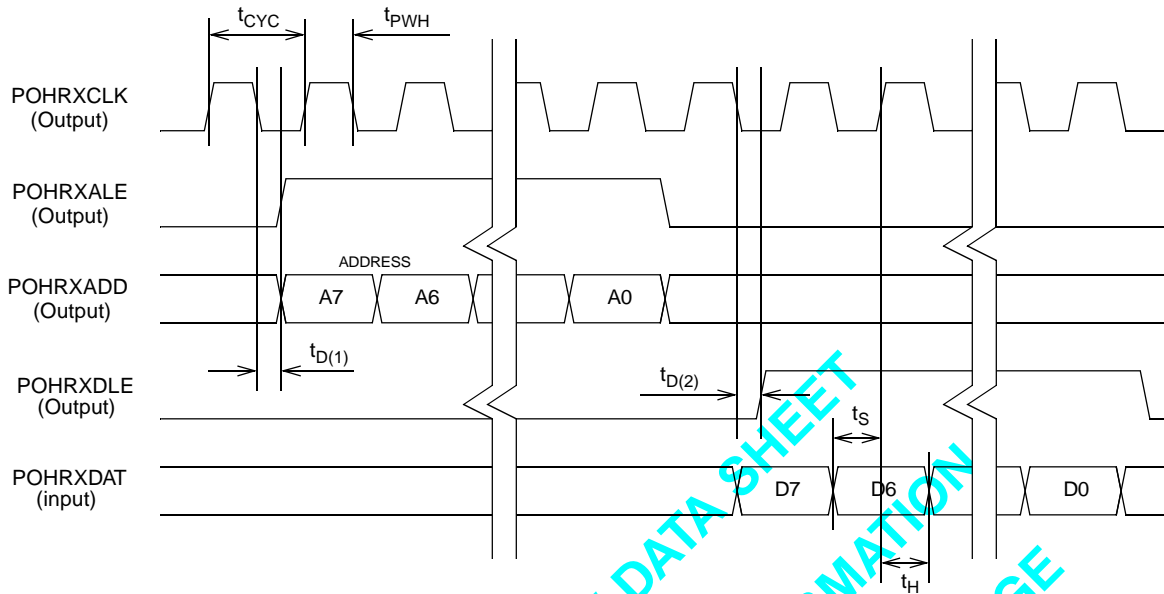 tCYC
tPWH
POHRXCLK
(Output)
POHRXALE
(Output)
ADDRESS
POHRXADD
(Output)
A7
A6
A0
tD(1)
POHRXDLE
(Output)
tD(2)
tS
POHRXDAT
(input)
D7
D6
D0
tH
DATA SHEET